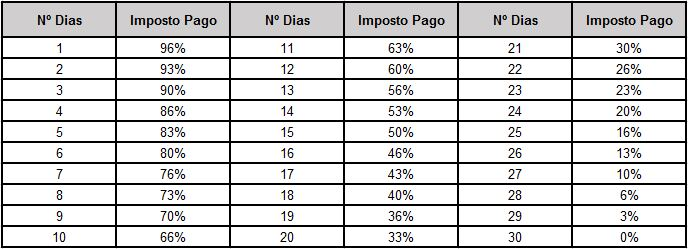 Nº Dias Imposto Pago Nº Dias Imposto Pago Nº Dias Imposto Pago
1 96% 11 63% 21 30%
2 93% 12 60% 22 26%
3 90% 13 56% 23 23%
4 86% 14 53% 24 20%
5 83% 15 50% 25 16%
6 80% 16 46% 26 13%
7 76% 17 43% 27 10%
8 73% 18 40% 28 6%
9 70% 19 36% 29 3%
10 66% 20 33% 30 0%